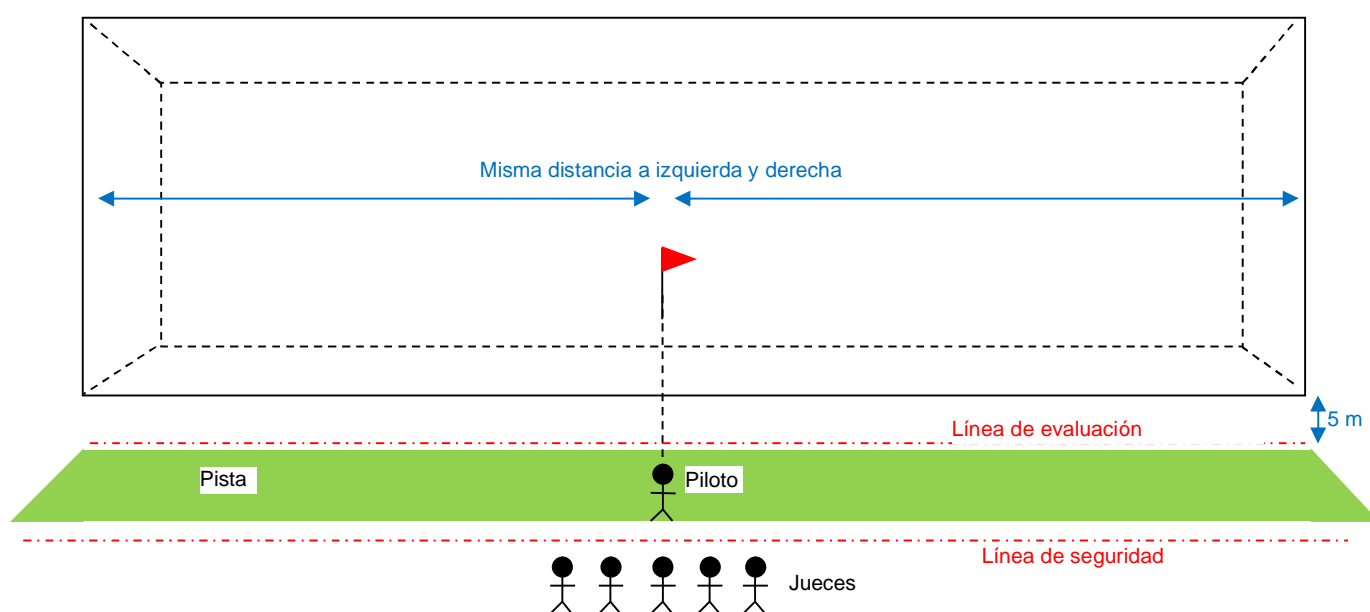 Misma distancia a izquierda y derecha
5 m
Línea de evaluación
Pista
Piloto
Línea de seguridad
Jueces